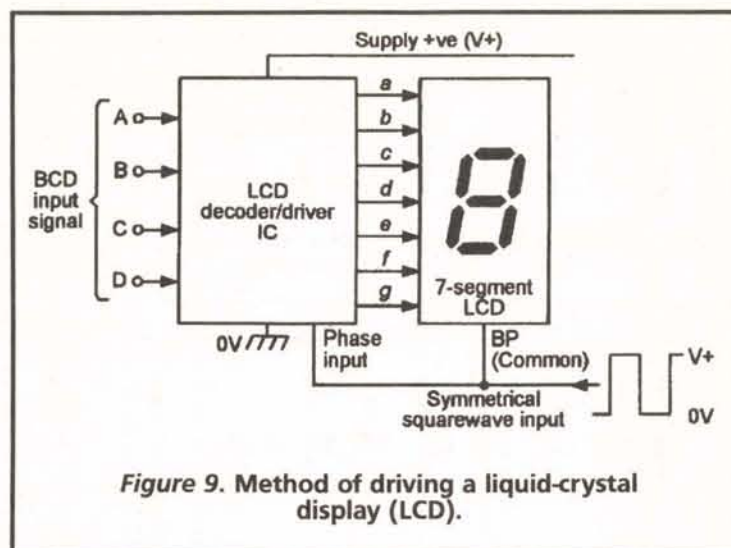 Supply +ve (V+)
a
b
c
d
e
f
g
A
B
C
D
BCD
input
signal
LCD
decoder/driver
IC
7-segment
LCD
0V
Phase
input
BP
(Common)
Symmetrical
squarewave input
V+
0V
Figure 9. Method of driving a liquid-crystal
display (LCD).